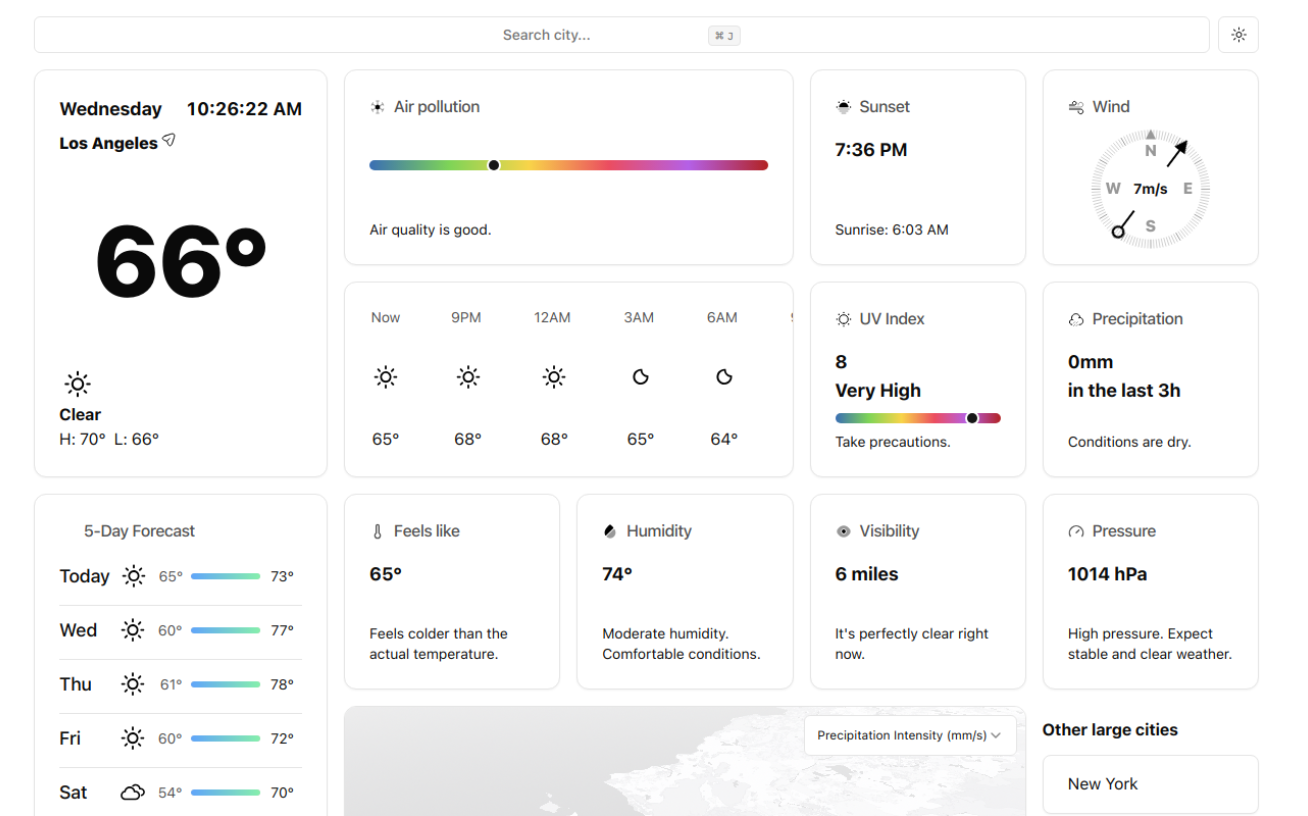 Search city...
⌘ J
Wednesday 10:26:22 AM
Los Angeles
66°
Clear
H: 70° L: 66°
Air pollution
Air quality is good.
Sunset
7:36 PM
Sunrise: 6:03 AM
Wind
N
W 7m/s E
S
Now 9PM 12AM 3AM 6AM
65° 68° 68° 65° 64°
UV Index
8
Very High
Take precautions.
Precipitation
0mm
in the last 3h
Conditions are dry.
5-Day Forecast
Today 65° 73°
Wed 60° 77°
Thu 61° 78°
Fri 60° 72°
Sat 54° 70°
Feels like
65°
Feels colder than the
actual temperature.
Humidity
74°
Moderate humidity.
Comfortable conditions.
Visibility
6 miles
It's perfectly clear right
now.
Pressure
1014 hPa
High pressure. Expect
stable and clear weather.
Precipitation Intensity (mm/s)
Other large cities
New York